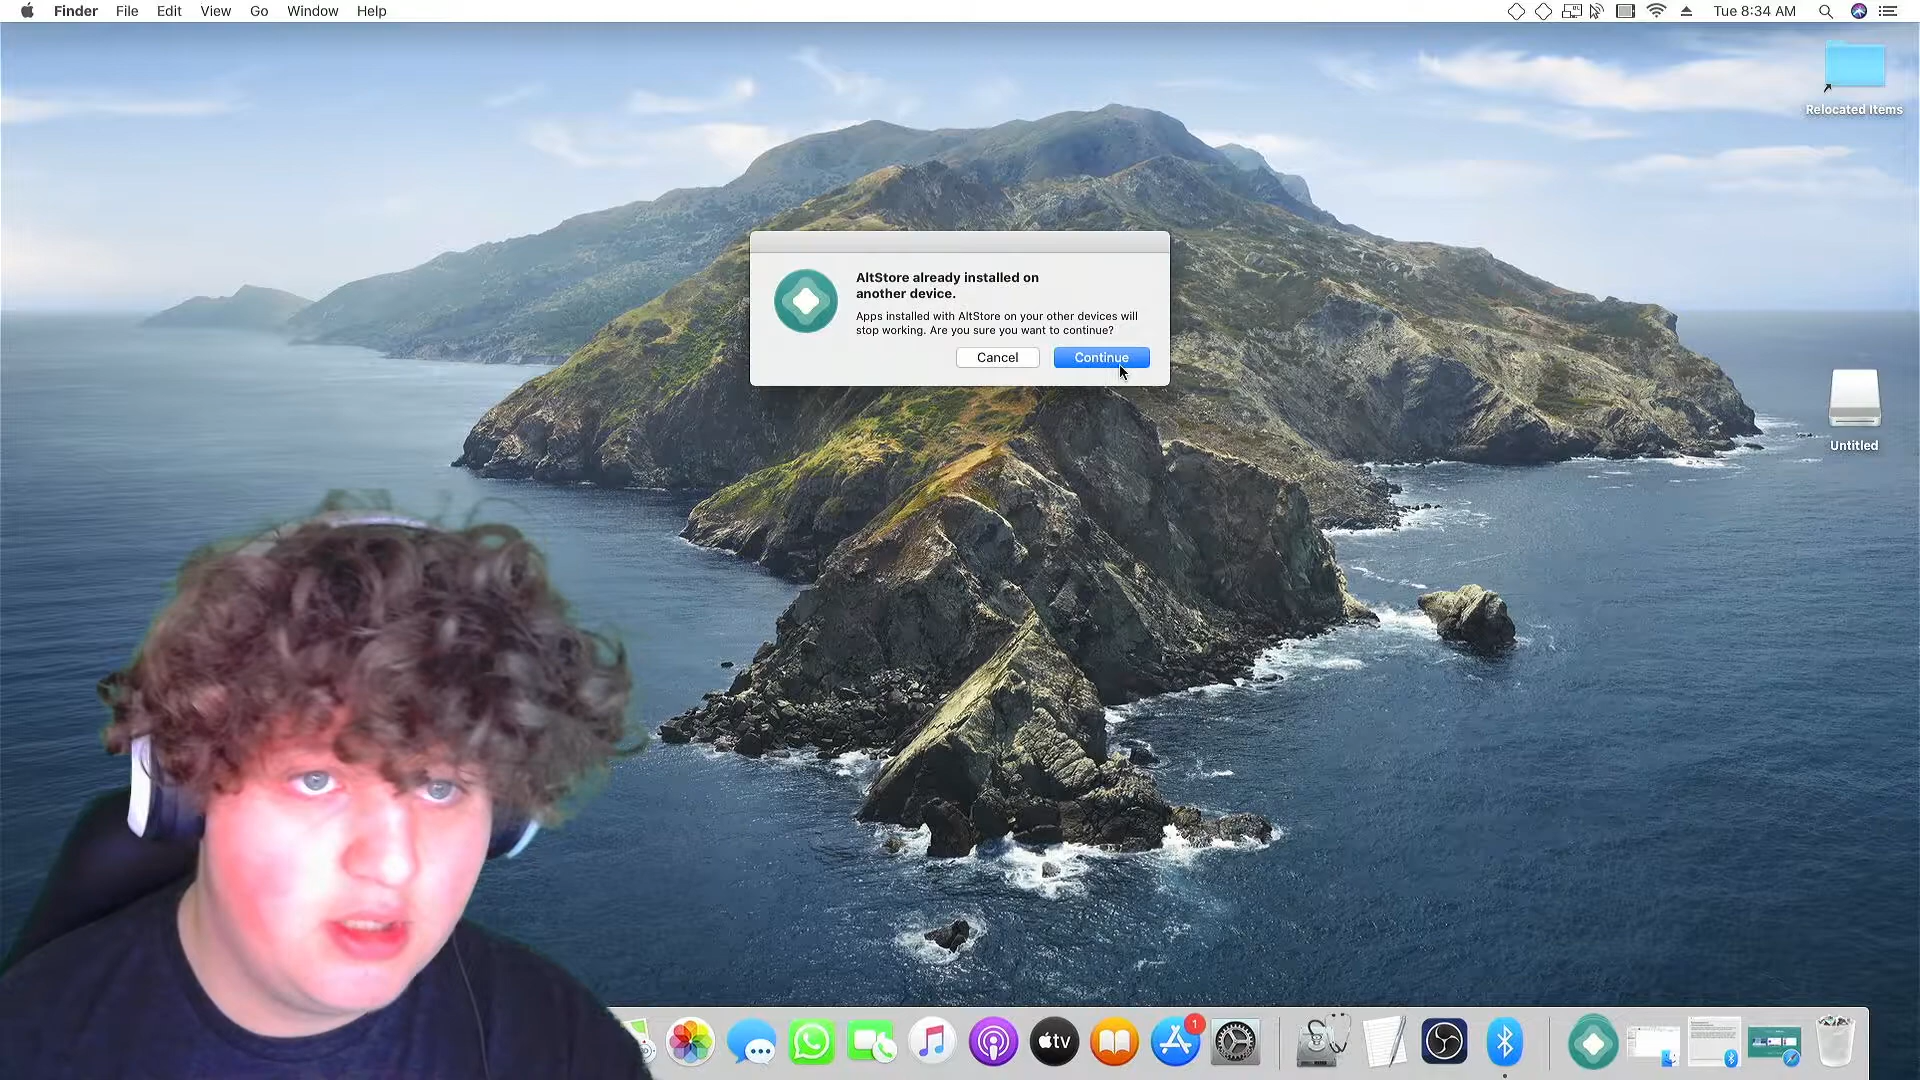 Finder File Edit View Go Window Help Tue 8:34 AM
Relocated Items
AltStore already installed on
another device.
Apps installed with AltStore on your other devices will
stop working. Are you sure you want to continue?
Cancel Continue
Untitled
tv
1